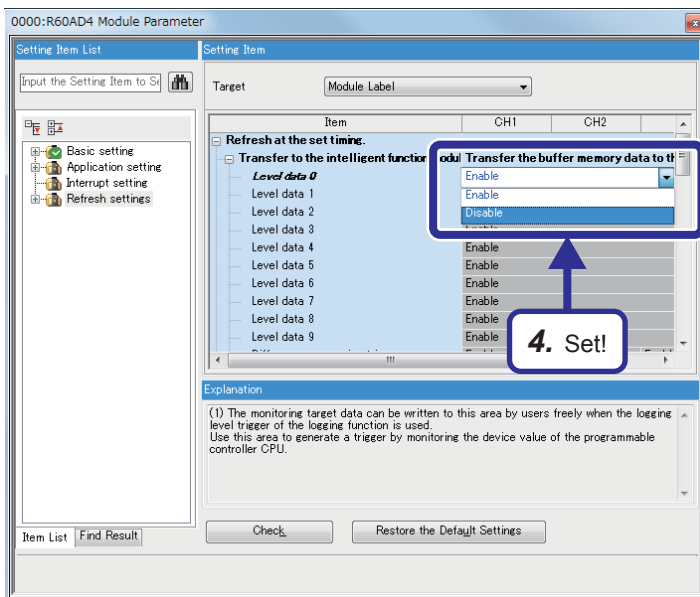 0000:R60AD4 Module Parameter
Setting Item List
Setting Item
Input the Setting Item to Se
Target
Module Label
Item
CH1
CH2
Refresh at the set timing.
Basic setting
Transfer to the intelligent function modul
Transfer the buffer memory data to th
Application setting
Level data 0
Enable
Interrupt setting
Level data 1
Enable
Refresh settings
Level data 2
Disable
Level data 3
Level data 4
Enable
Level data 5
Enable
Level data 6
Enable
Level data 7
Enable
Level data 8
Enable
Level data 9
Enable
4. Set!
Explanation
(1) The monitoring target data can be written to this area by users freely when the logging
level trigger of the logging function is used.
Use this area to generate a trigger by monitoring the device value of the programmable
controller CPU.
Item List
Find Result
Check
Restore the Default Settings